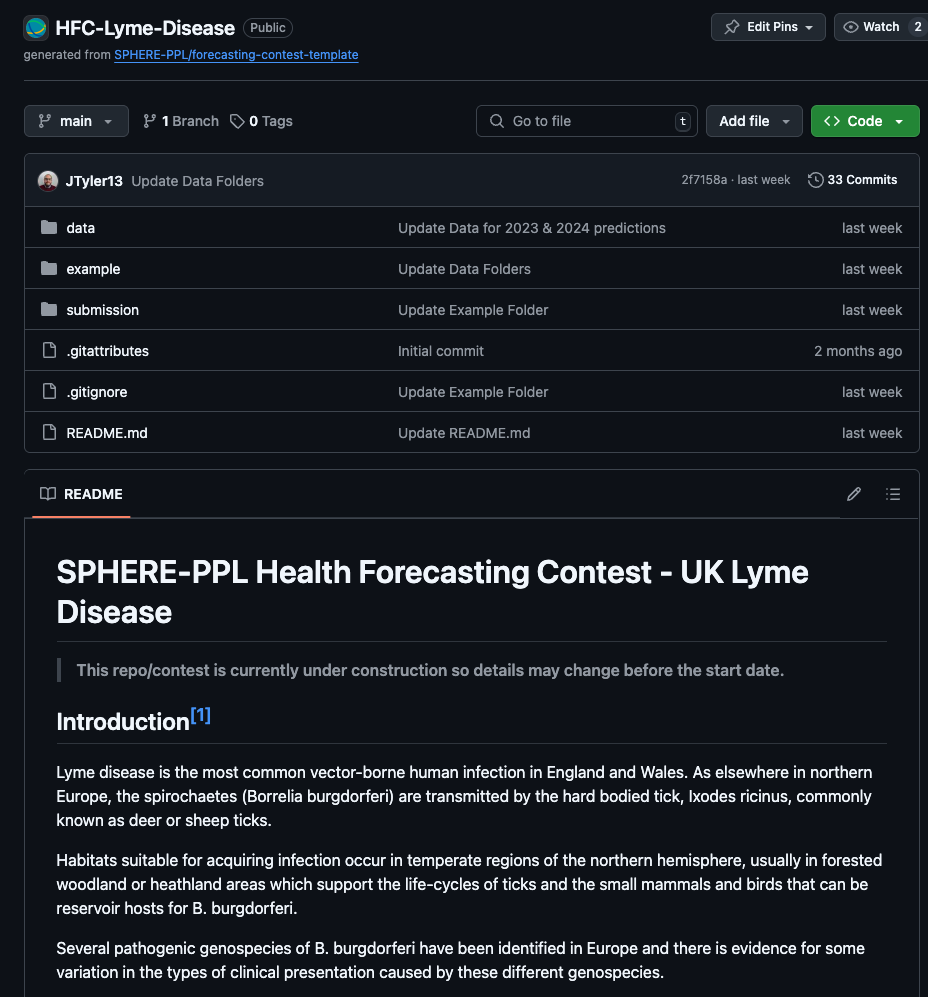 HFC-Lyme-Disease Public Edit Pins Watch 2
generated from SPHERE-PPL/forecasting-contest-template
main 1 Branch 0 Tags Go to file t Add file Code
JTyler13 Update Data Folders 2f7158a · last week 33 Commits
data Update Data for 2023 & 2024 predictions last week
example Update Data Folders last week
submission Update Example Folder last week
.gitattributes Initial commit 2 months ago
.gitignore Update Example Folder last week
README.md Update README.md last week
README
SPHERE-PPL Health Forecasting Contest - UK Lyme
Disease
This repo/contest is currently under construction so details may change before the start date.
Introduction[1]
Lyme disease is the most common vector-borne human infection in England and Wales. As elsewhere in northern
Europe, the spirochaetes (Borrelia burgdorferi) are transmitted by the hard bodied tick, Ixodes ricinus, commonly
known as deer or sheep ticks.
Habitats suitable for acquiring infection occur in temperate regions of the northern hemisphere, usually in forested
woodland or heathland areas which support the life-cycles of ticks and the small mammals and birds that can be
reservoir hosts for B. burgdorferi.
Several pathogenic genospecies of B. burgdorferi have been identified in Europe and there is evidence for some
variation in the types of clinical presentation caused by these different genospecies.